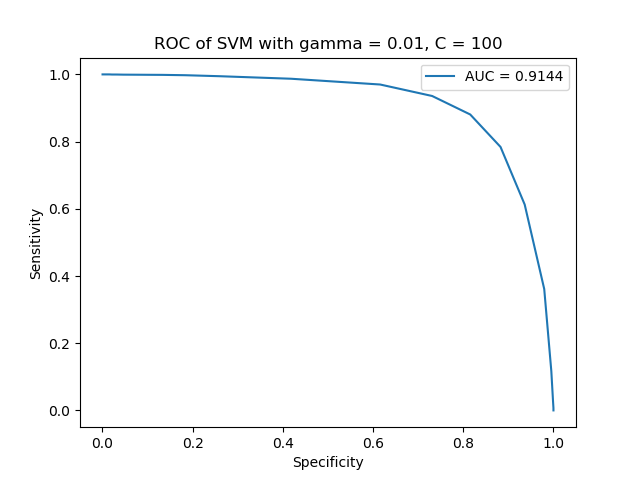 ROC of SVM with gamma = 0.01, C = 100
AUC = 0.9144
1.0
0.8
0.6
0.4
0.2
0.0
Sensitivity
0.0 0.2 0.4 0.6 0.8 1.0
Specificity